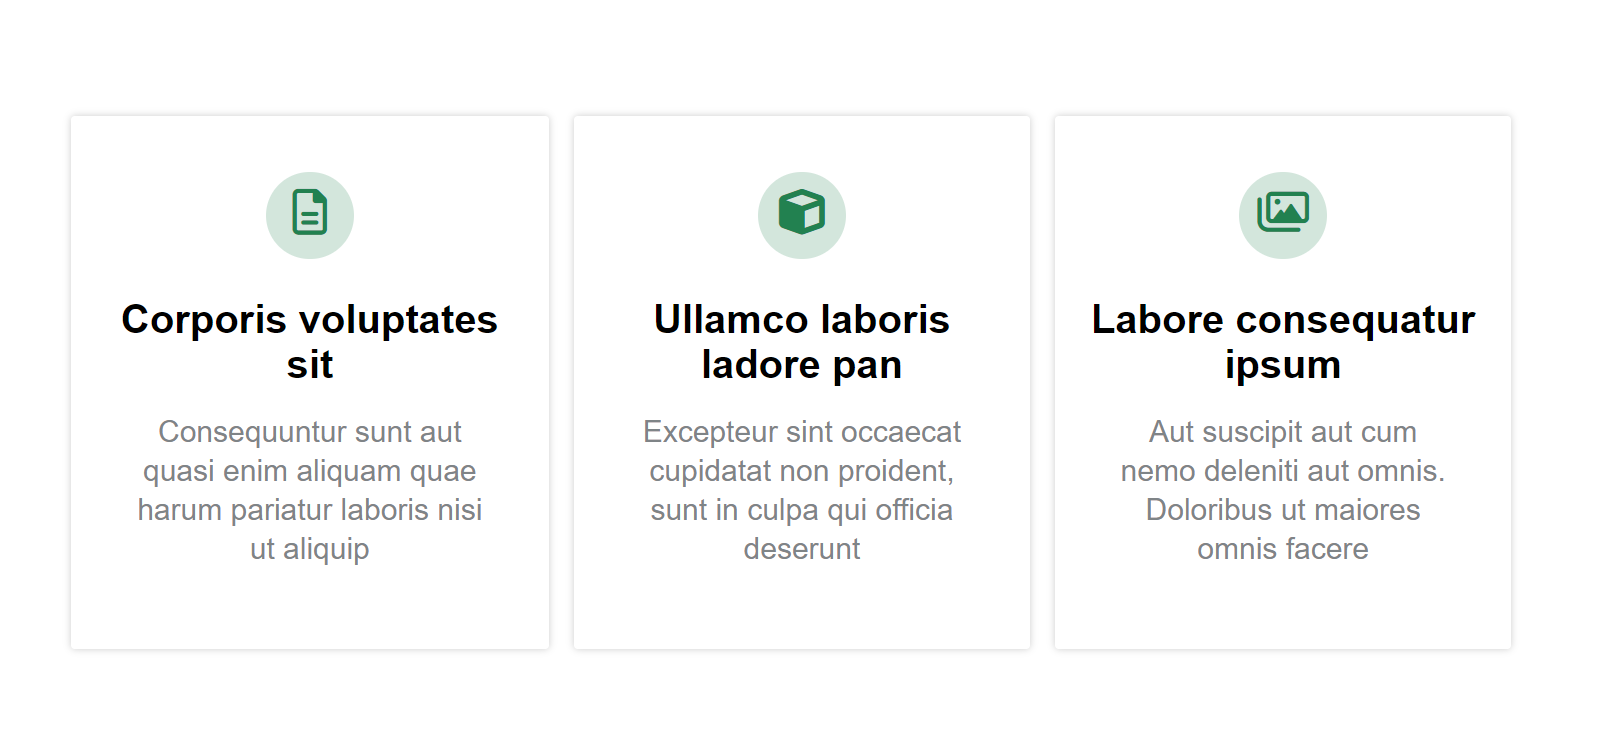 Corporis voluptates
sit
Consequuntur sunt aut
quasi enim aliquam quae
harum pariatur laboris nisi
ut aliquip
Ullamco laboris
ladore pan
Excepteur sint occaecat
cupidatat non proident,
sunt in culpa qui officia
deserunt
Labore consequatur
ipsum
Aut suscipit aut cum
nemo deleniti aut omnis.
Doloribus ut maiores
omnis facere